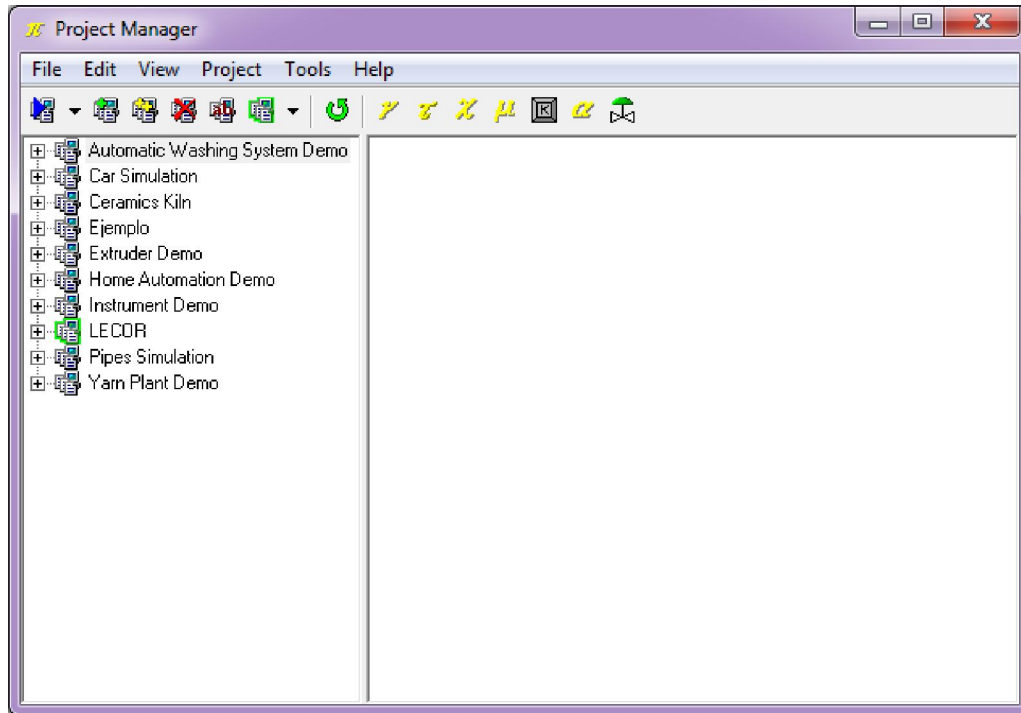 Project Manager
File Edit View Project Tools Help
ab
γ τ χ μ K α
Automatic Washing System Demo
Car Simulation
Ceramics Kiln
Ejemplo
Extruder Demo
Home Automation Demo
Instrument Demo
LECOR
Pipes Simulation
Yarn Plant Demo